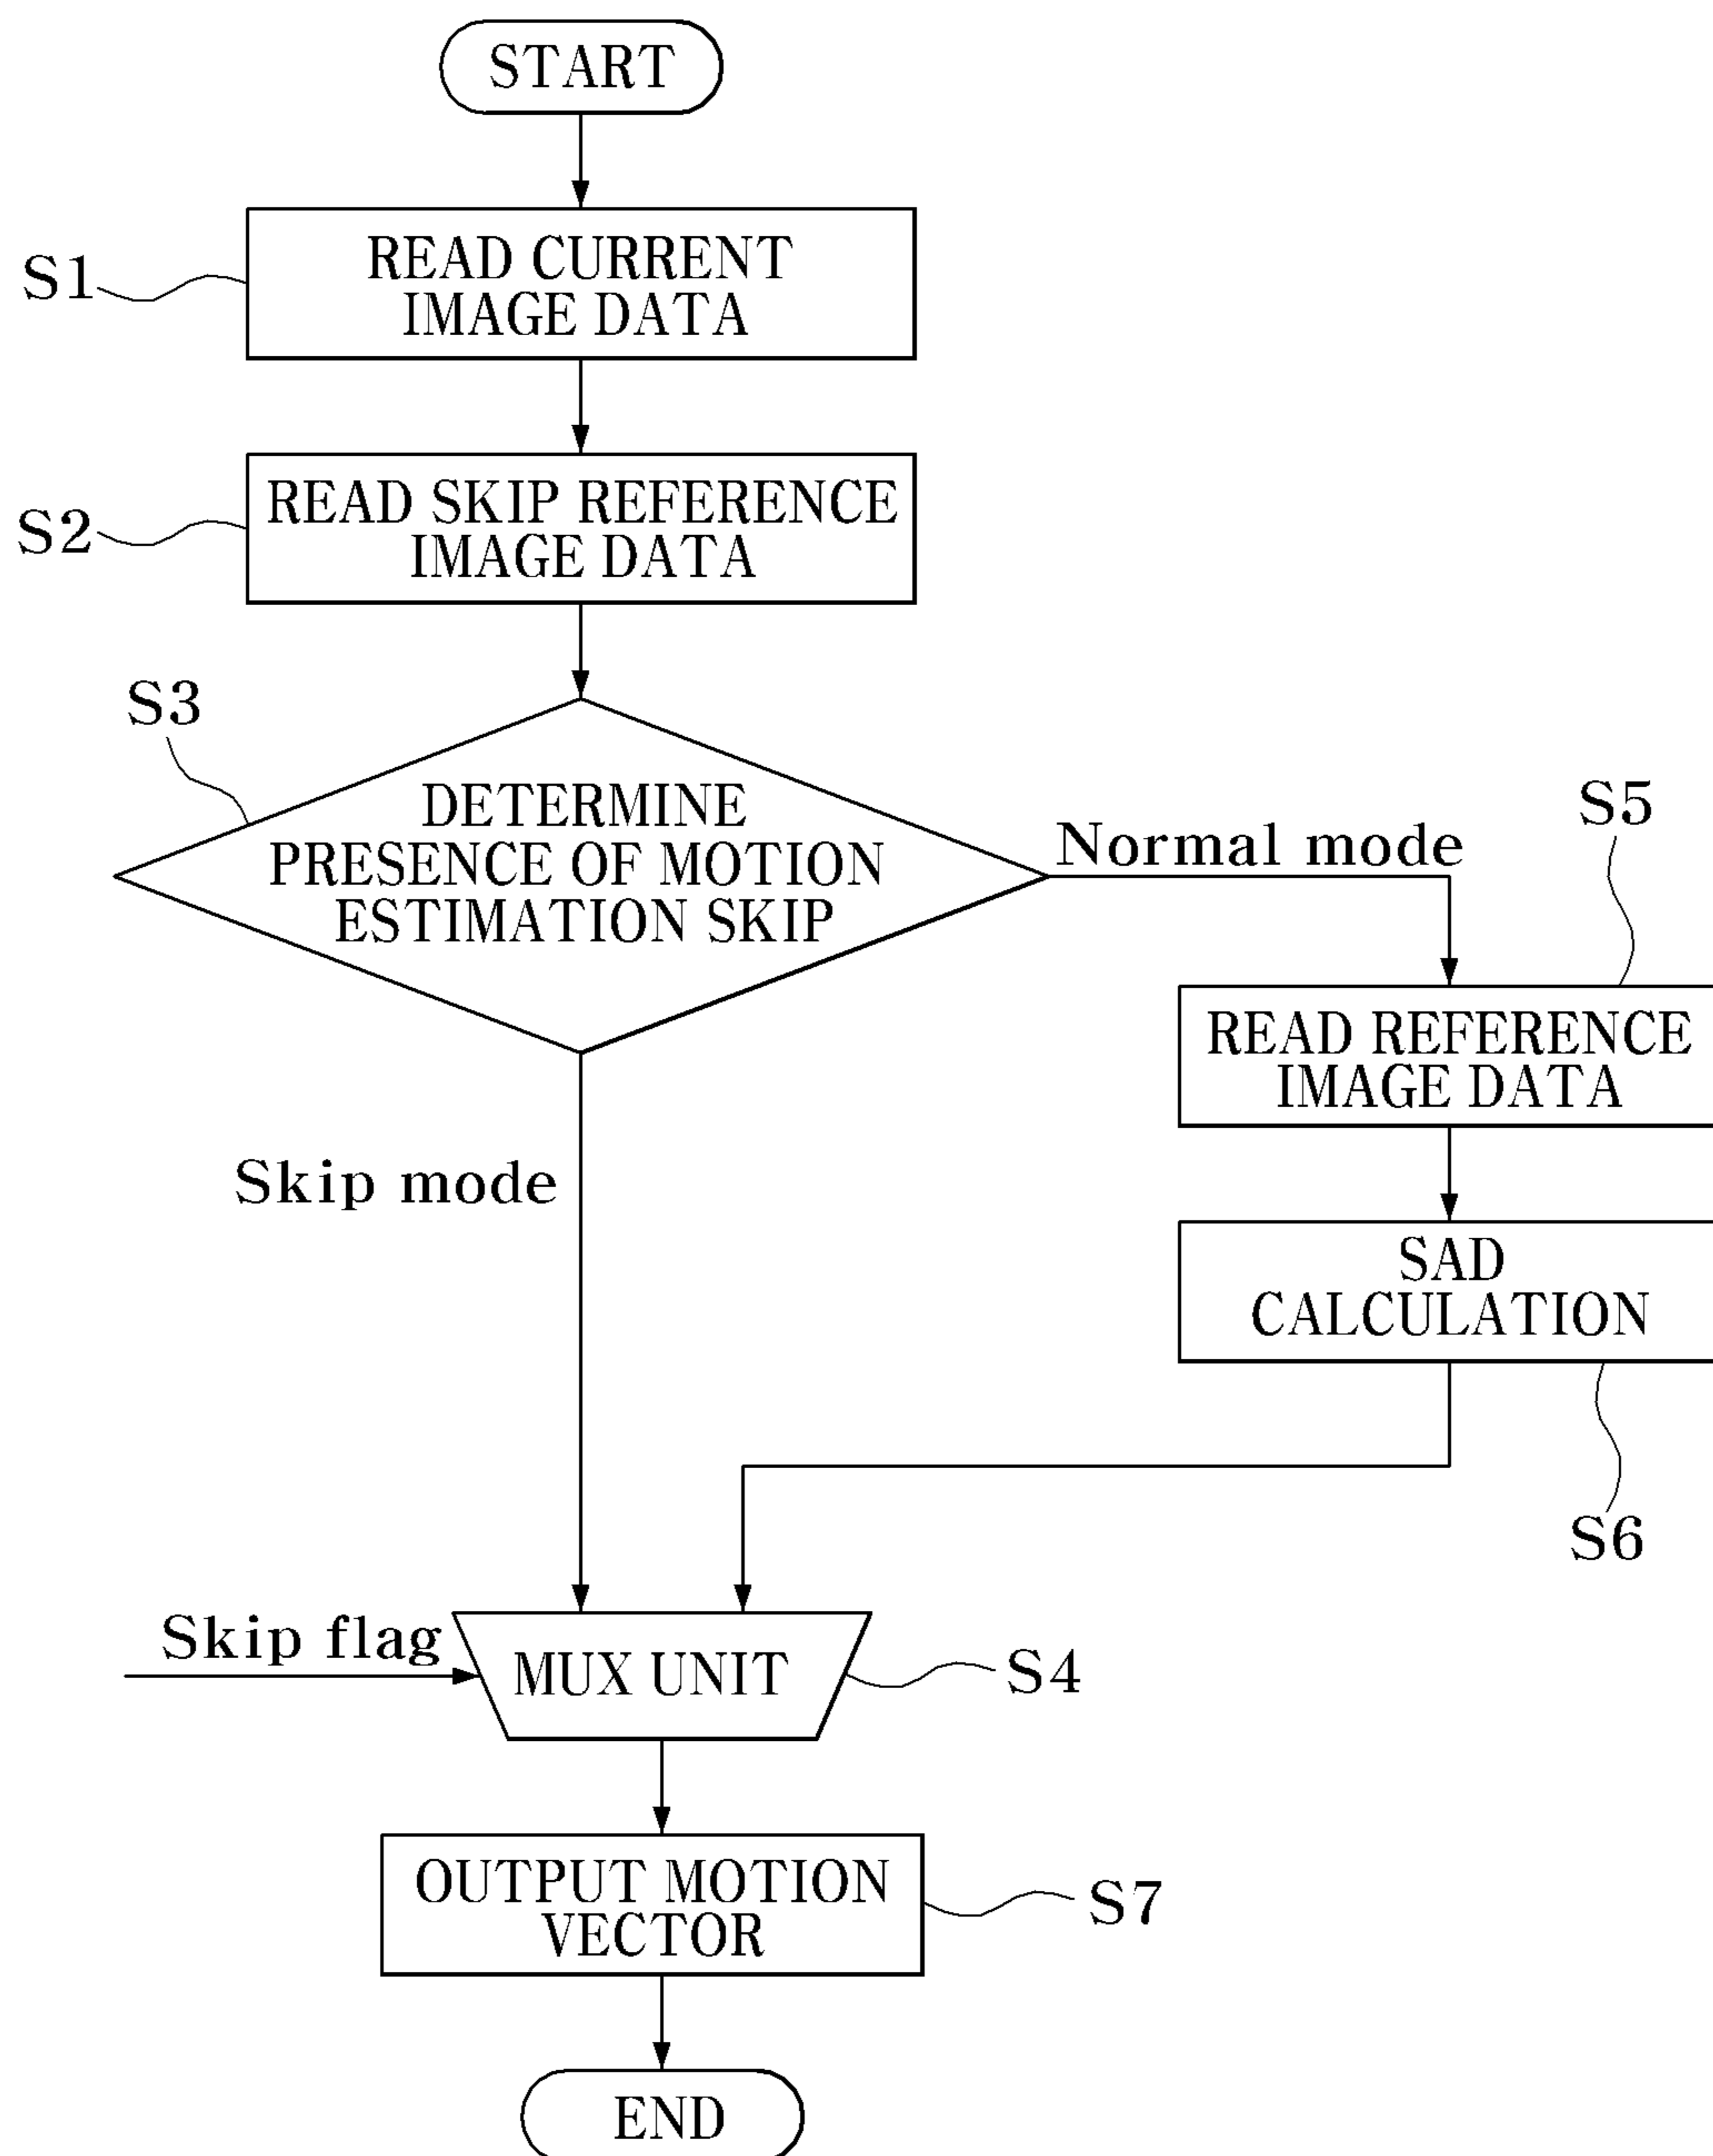 START
S1
READ CURRENT
IMAGE DATA
S2
READ SKIP REFERENCE
IMAGE DATA
S3
DETERMINE
PRESENCE OF MOTION
ESTIMATION SKIP
Normal mode
S5
READ REFERENCE
IMAGE DATA
Skip mode
SAD
CALCULATION
S6
Skip flag
MUX UNIT
S4
OUTPUT MOTION
VECTOR
S7
END